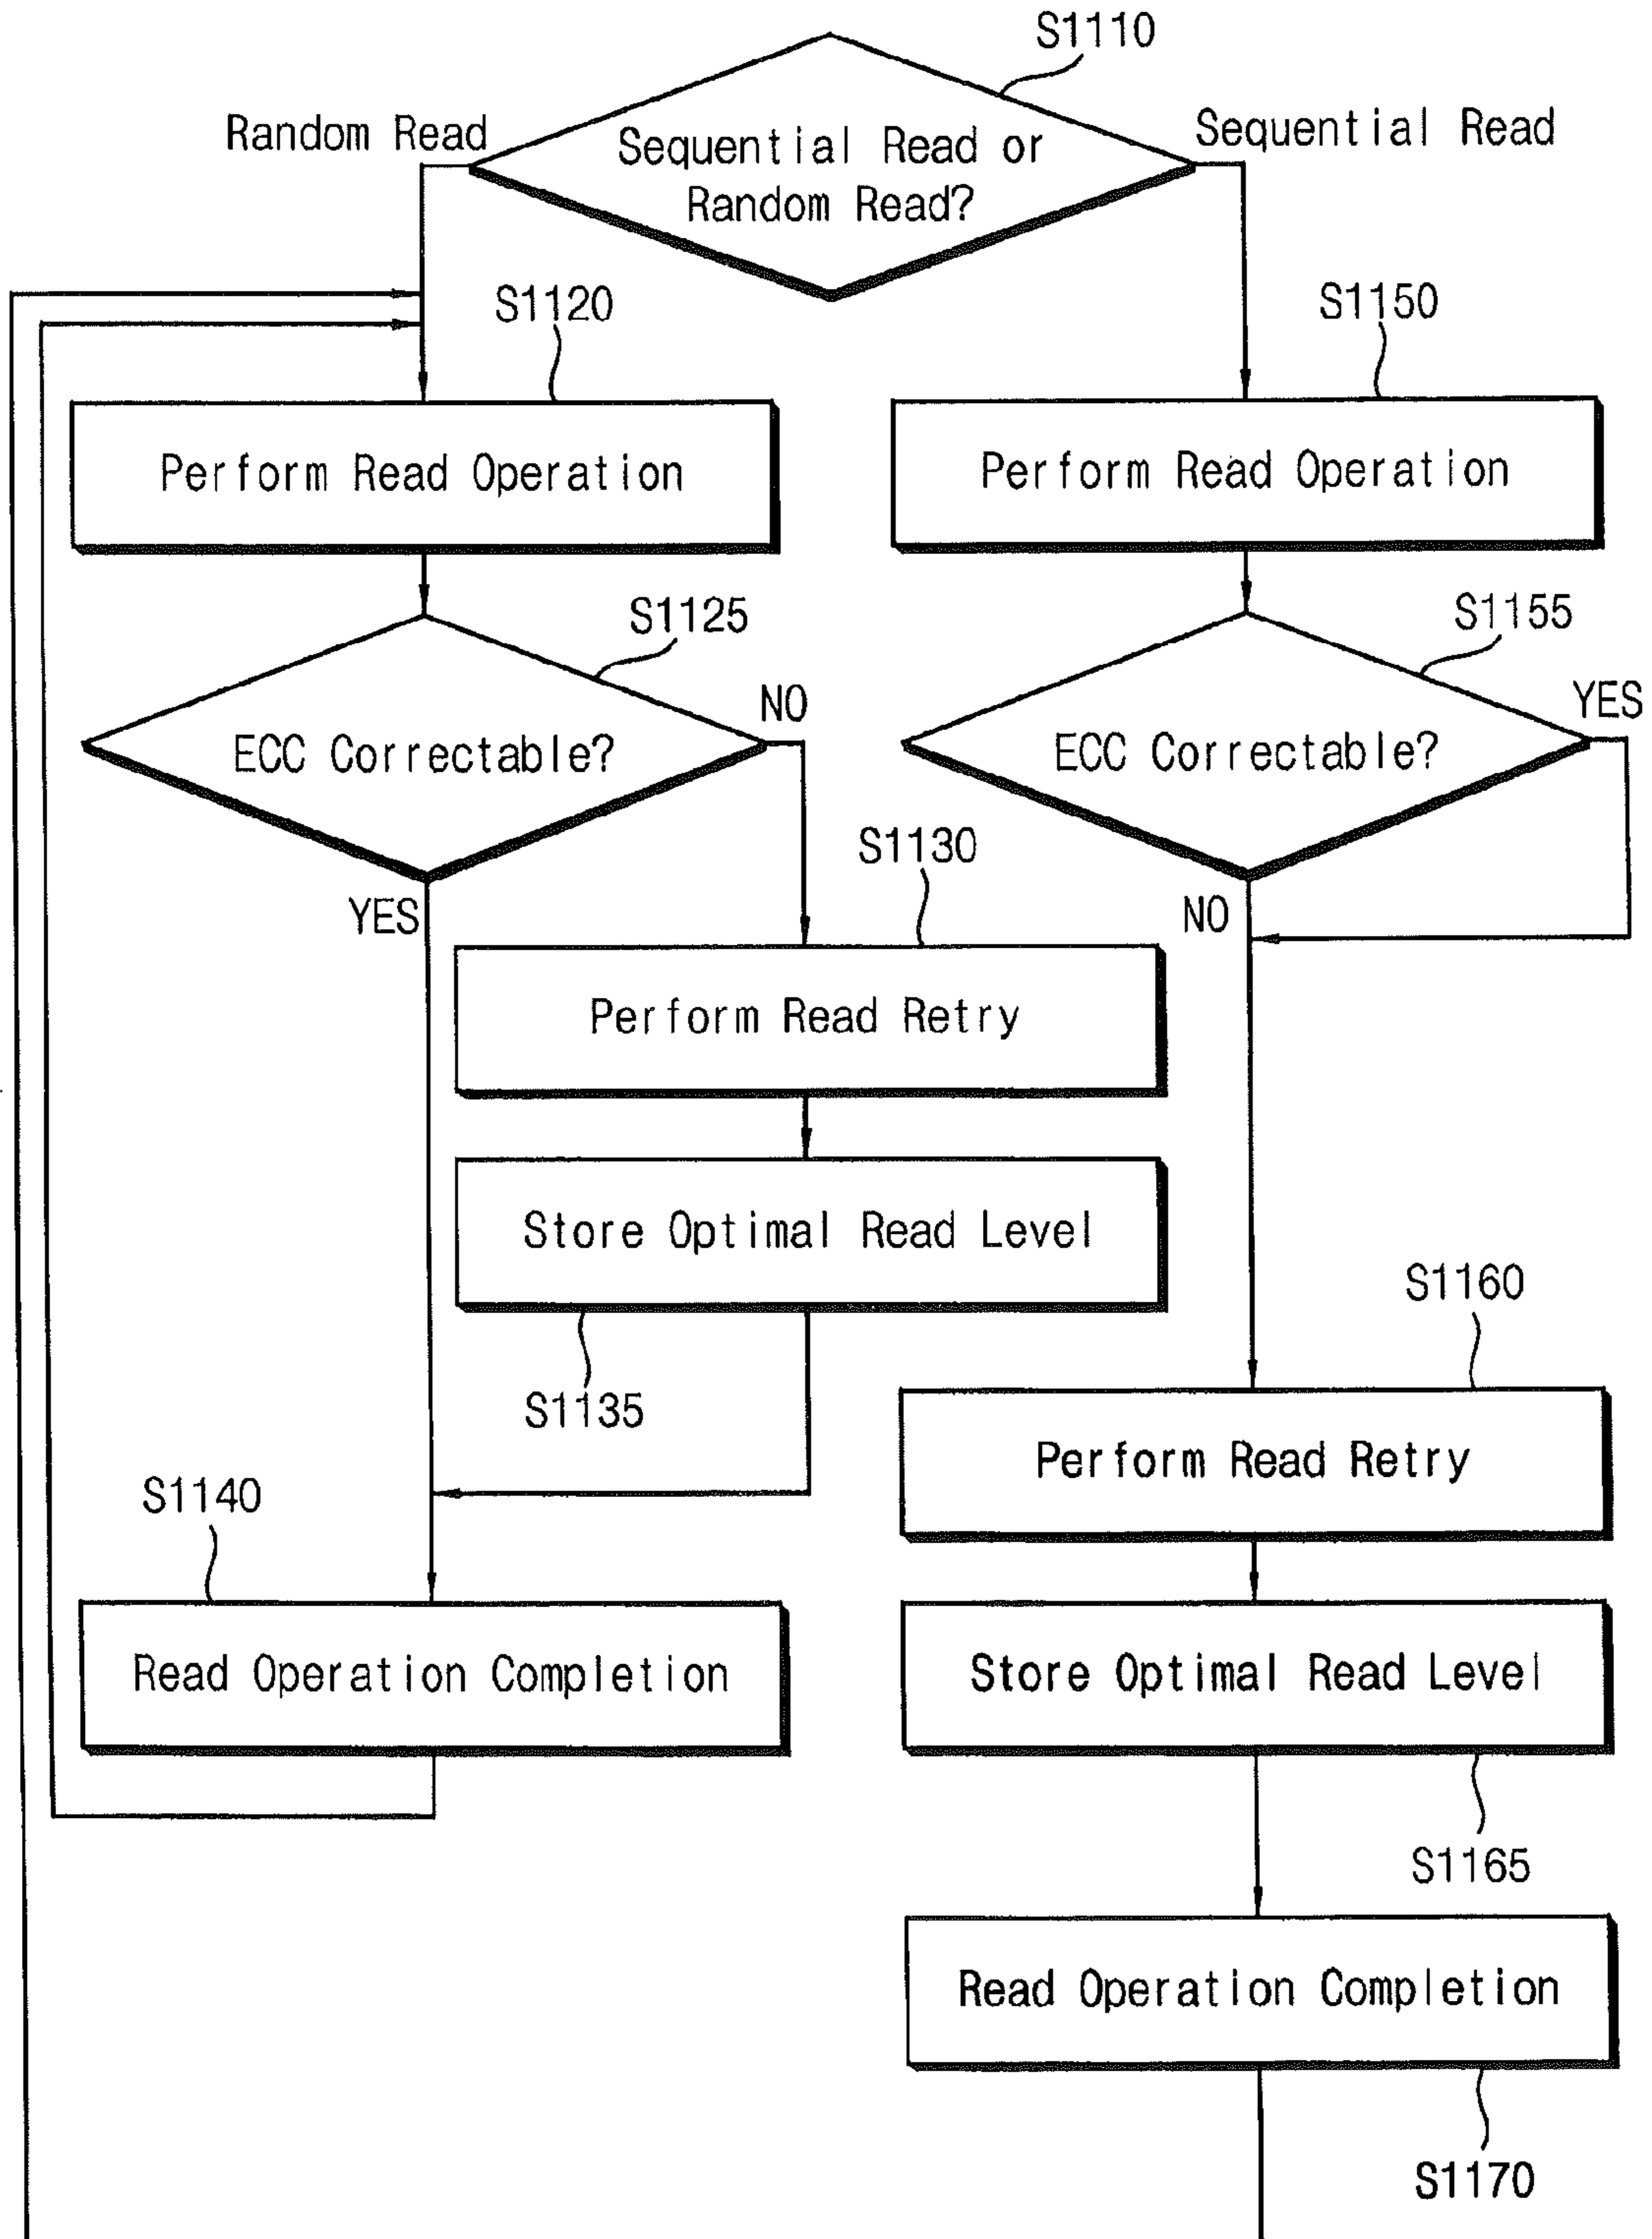 S1110
Random Read
Sequential Read or
Random Read?
Sequential Read
S1120
S1150
Perform Read Operation
Perform Read Operation
S1125
S1155
NO
YES
ECC Correctable?
ECC Correctable?
S1130
YES
NO
Perform Read Retry
Store Optimal Read Level
S1160
S1135
Perform Read Retry
S1140
Read Operation Completion
Store Optimal Read Level
S1165
Read Operation Completion
S1170